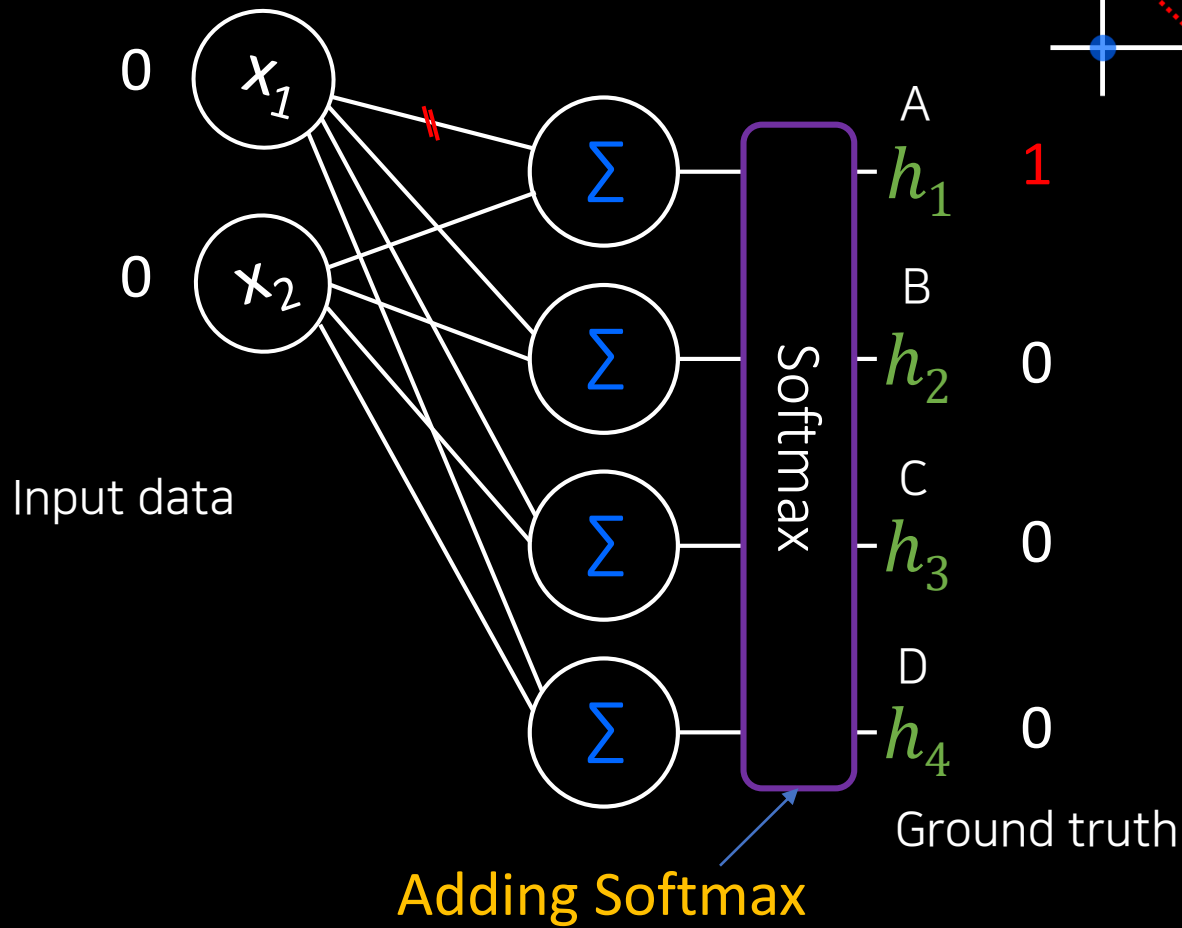 0
x₁
A
Σ
h₁
1
0
x₂
B
Σ
h₂
0
Softmax
C
Input data
Σ
h₃
0
D
Σ
h₄
0
Ground truth
Adding Softmax